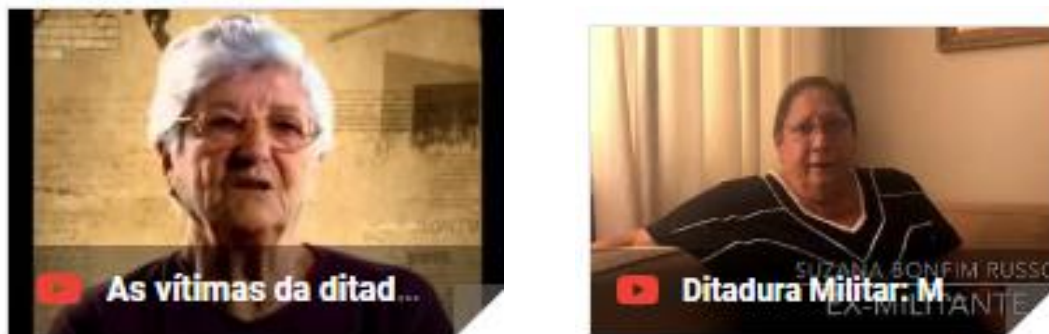 As vítimas da ditad...
SUZANA BONFIM RUSSO
Ditadura Militar: M...
EX-MILITANTE